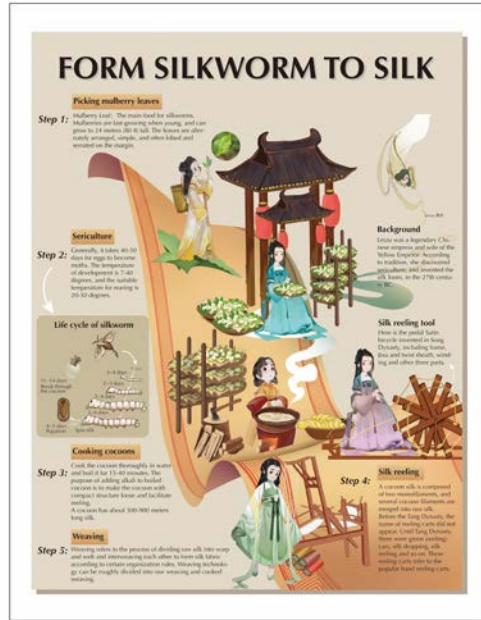 FORM SILKWORM TO SILK
Picking mulberry leaves
Step 1:
Mulberry Leaf: The main food for silkworms.
Mulberries are fast growing when young, and can
grow to 24 meters (80 ft) tall. The leaves are alter-
nately arranged, simple, and often lobed and
serrated on the margin.
Sericulture
Step 2:
Generally, it takes 40-50
days for eggs to become
moths. The temperature
of development is 7-40
degrees, and the suitable
temperature for rearing is
20-30 degrees.
Background
Leizu was a legendary Chi-
nese empress and wife of the
Yellow Emperor. According
to tradition, she discovered
sericulture, and invented the
silk loom, in the 27th centu-
ry BC.
Life cycle of silkworm
Break through
the cocoon
Pupation
Spin silk
Silk reeling tool
Here is the pedal Satin
bicycle invented in Song
Dynasty, including frame,
and twist sheath, wind-
ing and other three parts.
Cooking cocoons
Step 3:
Cook the cocoon thoroughly in water
and boil it for 15-40 minutes. The
purpose of adding alkali to boiled
cocoon is to make the cocoon with
compact structure loose and facilitate
reeling.
A cocoon has about 300-900 meters
long silk.
Silk reeling
Step 4:
A cocoon silk is composed
of two monofilaments, and
several cocoon filaments are
merged into raw silk.
Before the Tang Dynasty, the
name of reeling carts did not
appear. Until Tang Dynasty,
there were green reeling
cars, silk dropping, silk
reeling and so on. These
reeling carts refer to the
popular hand reeling carts.
Weaving
Step 5:
Weaving refers to the process of dividing raw silk into warp
and weft and interweaving each other to form silk fabric
according to certain organization rules. Weaving technolo-
gy can be roughly divided into raw weaving and cooked
weaving.